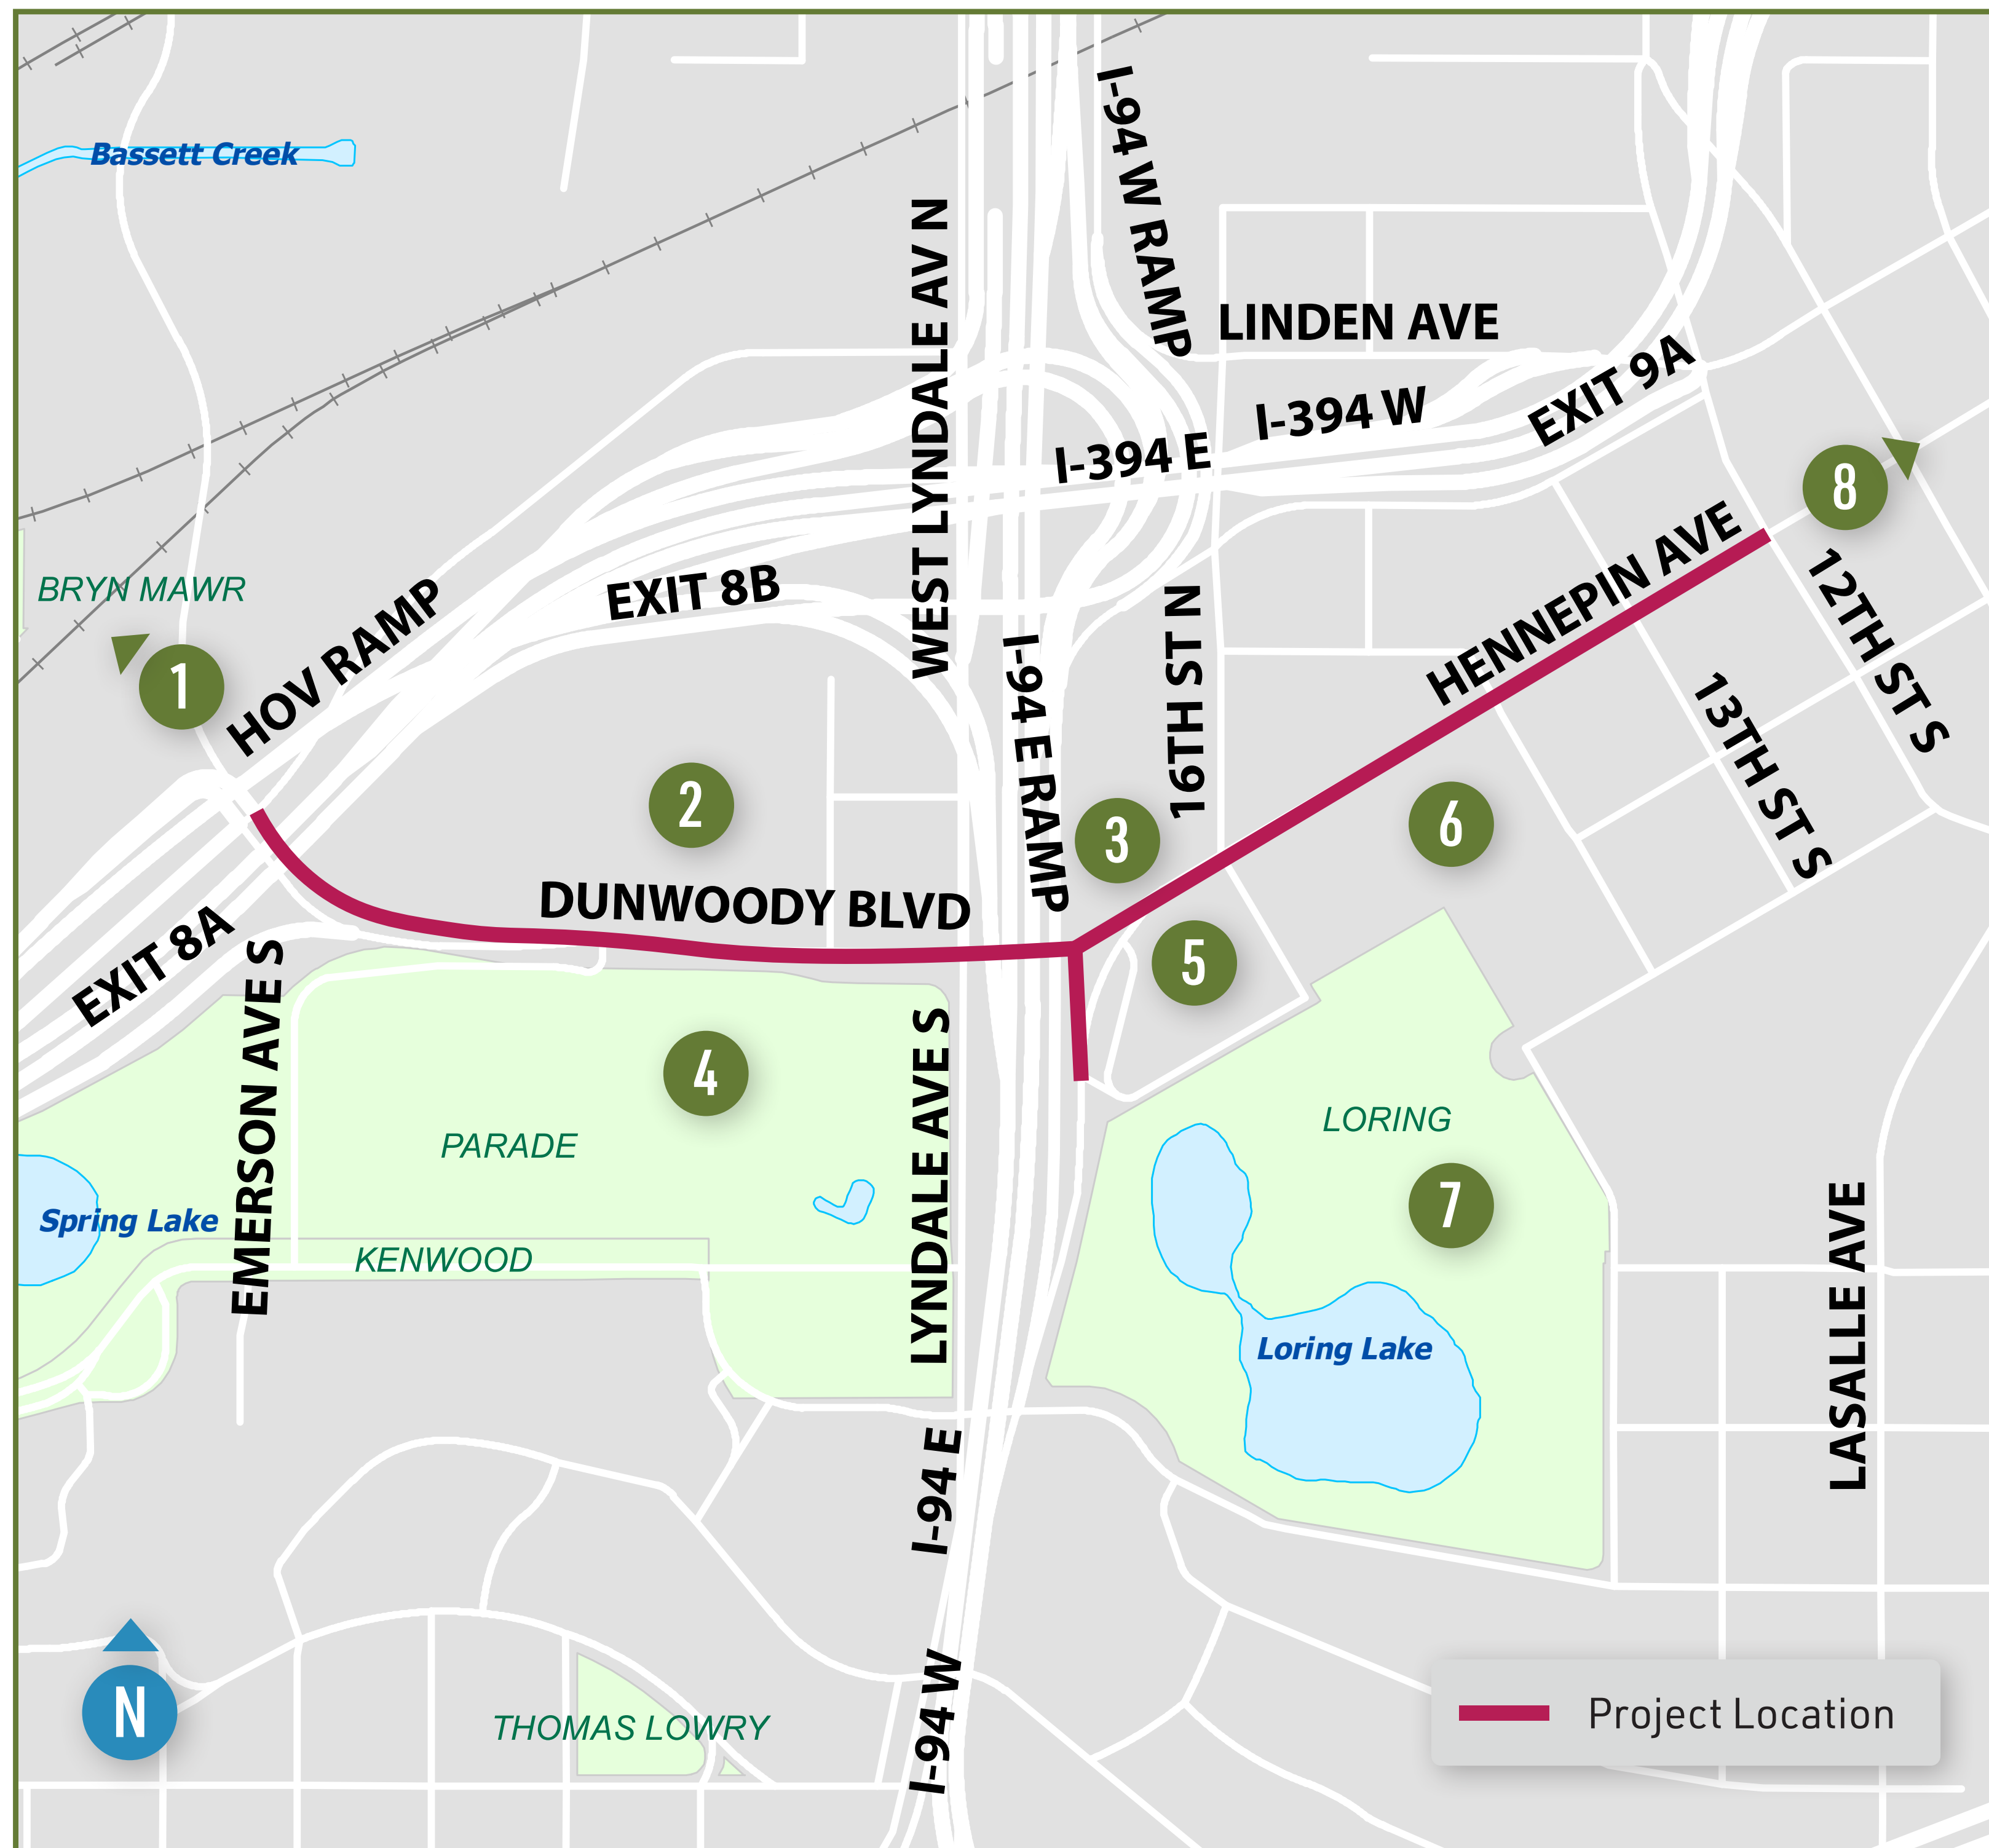 I-94 W RAMP
Bassett Creek
WEST LYNDALE AV N
LINDEN AVE
EXIT 9A
I-394 W
I-394 E
8
HENNEPIN AVE
BRYN MAWR
HOV RAMP
EXIT 8B
12TH ST S
1
I-94 E RAMP
16TH ST N
13TH ST S
2
3
6
DUNWOODY BLVD
EXIT 8A
5
EMERSON AVE S
4
LYNDALE AVE S
PARADE
LORING
7
Spring Lake
KENWOOD
Loring Lake
LASALLE AVE
I-94 E
I-94 W
N
THOMAS LOWRY
Project Location